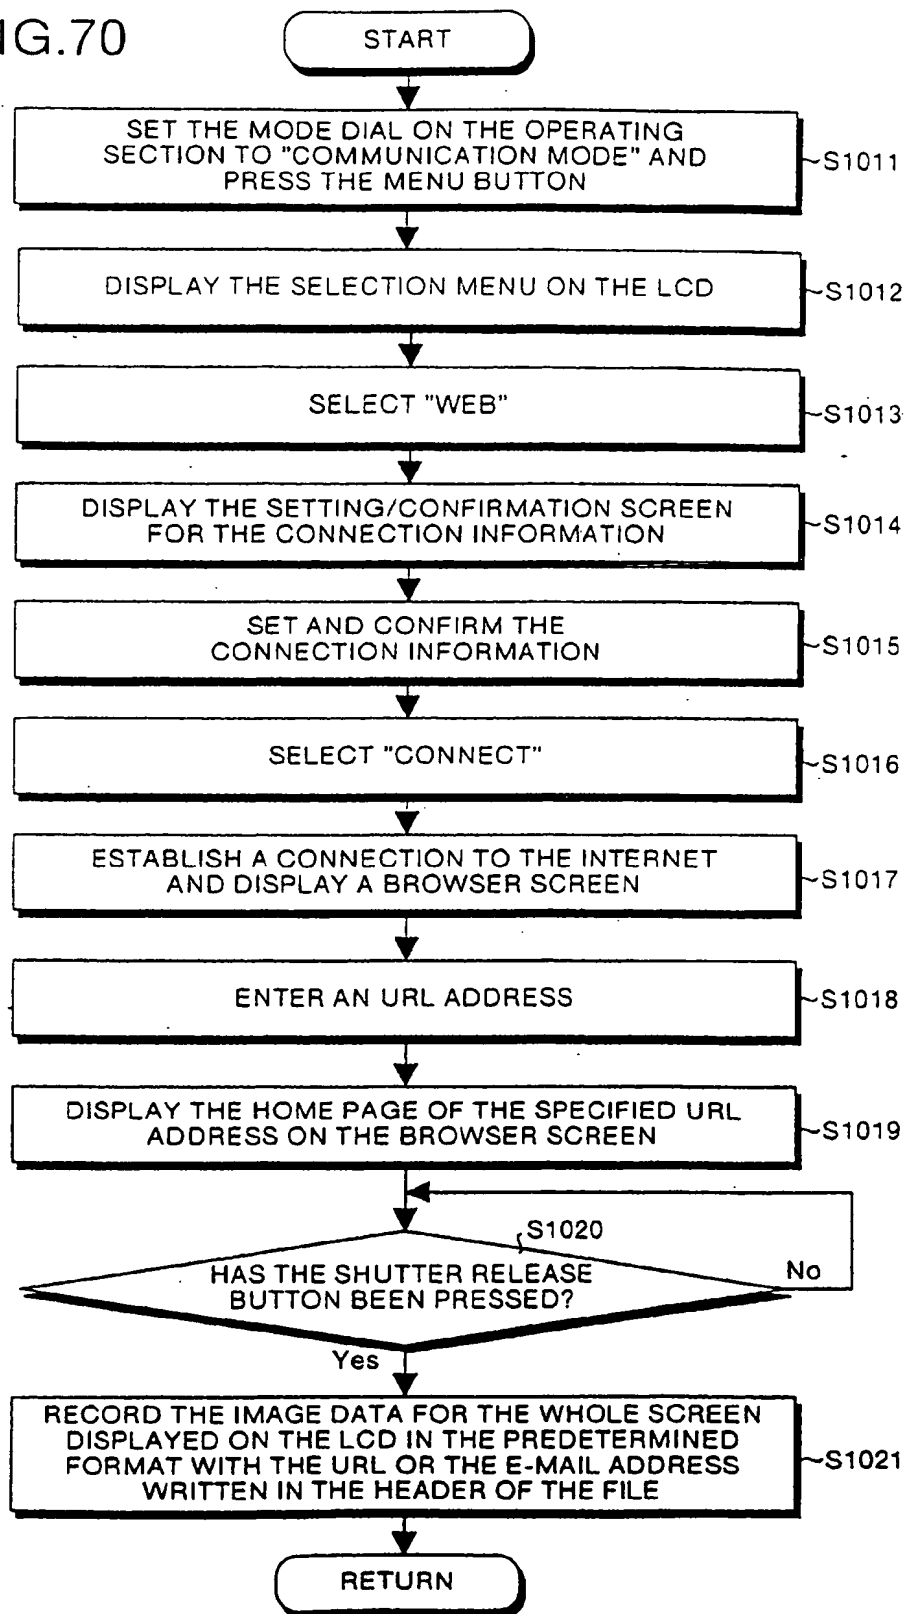 IG.70
START
SET THE MODE DIAL ON THE OPERATING
SECTION TO "COMMUNICATION MODE" AND
PRESS THE MENU BUTTON
S1011
DISPLAY THE SELECTION MENU ON THE LCD
S1012
SELECT "WEB"
S1013
DISPLAY THE SETTING/CONFIRMATION SCREEN
FOR THE CONNECTION INFORMATION
S1014
SET AND CONFIRM THE
CONNECTION INFORMATION
S1015
SELECT "CONNECT"
S1016
ESTABLISH A CONNECTION TO THE INTERNET
AND DISPLAY A BROWSER SCREEN
S1017
ENTER AN URL ADDRESS
S1018
DISPLAY THE HOME PAGE OF THE SPECIFIED URL
ADDRESS ON THE BROWSER SCREEN
S1019
S1020
HAS THE SHUTTER RELEASE
BUTTON BEEN PRESSED?
No
Yes
RECORD THE IMAGE DATA FOR THE WHOLE SCREEN
DISPLAYED ON THE LCD IN THE PREDETERMINED
FORMAT WITH THE URL OR THE E-MAIL ADDRESS
WRITTEN IN THE HEADER OF THE FILE
S1021
RETURN